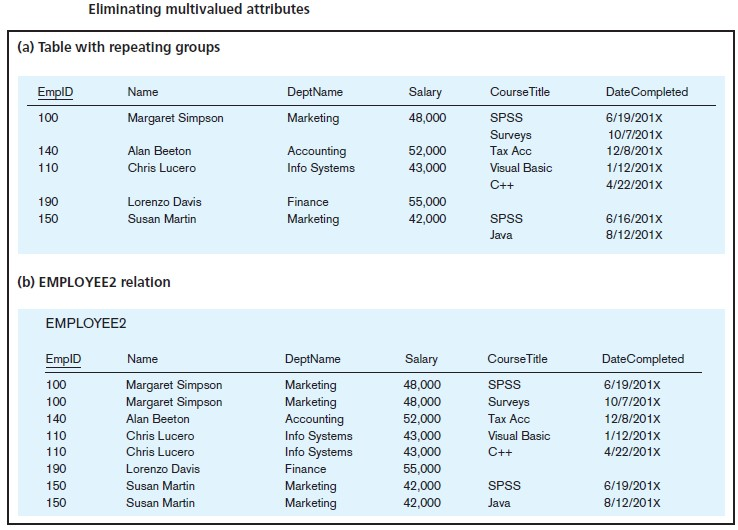 Eliminating multivalued attributes
(a) Table with repeating groups
EmpID Name DeptName Salary CourseTitle DateCompleted
100 Margaret Simpson Marketing 48,000 SPSS 6/19/201X
Surveys 10/7/201X
140 Alan Beeton Accounting 52,000 Tax Acc 12/8/201X
110 Chris Lucero Info Systems 43,000 Visual Basic 1/12/201X
C++ 4/22/201X
190 Lorenzo Davis Finance 55,000
150 Susan Martin Marketing 42,000 SPSS 6/16/201X
Java 8/12/201X
(b) EMPLOYEE2 relation
EMPLOYEE2
EmpID Name DeptName Salary CourseTitle DateCompleted
100 Margaret Simpson Marketing 48,000 SPSS 6/19/201X
100 Margaret Simpson Marketing 48,000 Surveys 10/7/201X
140 Alan Beeton Accounting 52,000 Tax Acc 12/8/201X
110 Chris Lucero Info Systems 43,000 Visual Basic 1/12/201X
110 Chris Lucero Info Systems 43,000 C++ 4/22/201X
190 Lorenzo Davis Finance 55,000
150 Susan Martin Marketing 42,000 SPSS 6/19/201X
150 Susan Martin Marketing 42,000 Java 8/12/201X